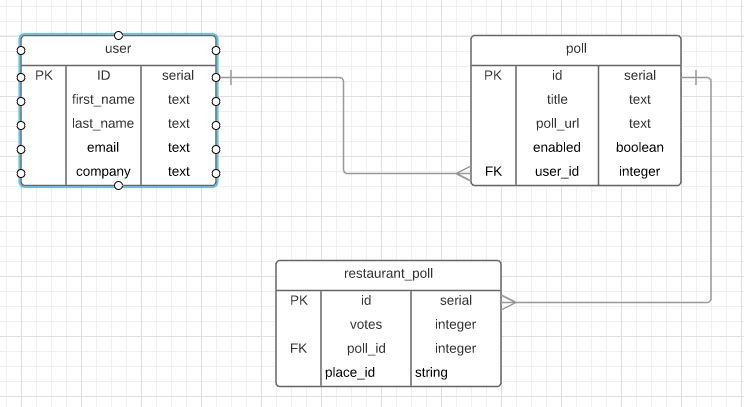 user
PK ID serial
first_name text
last_name text
email text
company text
poll
PK id serial
title text
poll_url text
enabled boolean
FK user_id integer
restaurant_poll
PK id serial
votes integer
FK poll_id integer
place_id string